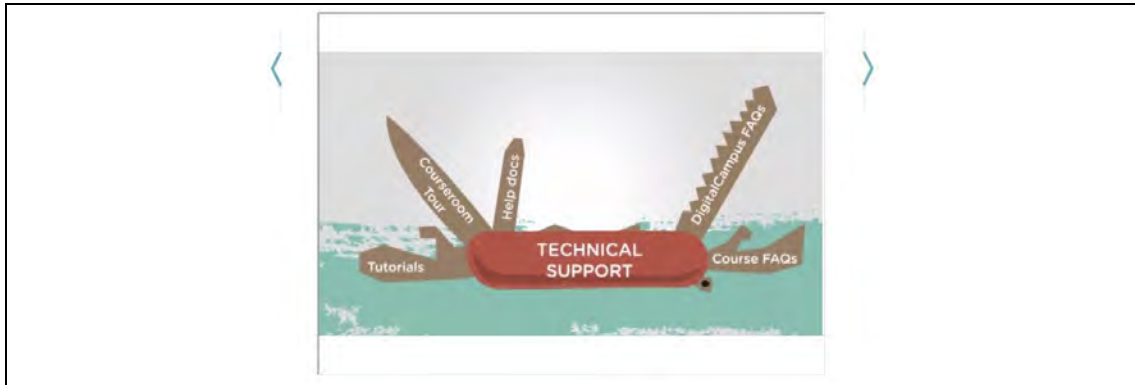 Courseroom
Tour
Help docs
DigitalCampus FAQs
Tutorials
TECHNICAL
SUPPORT
Course FAQs